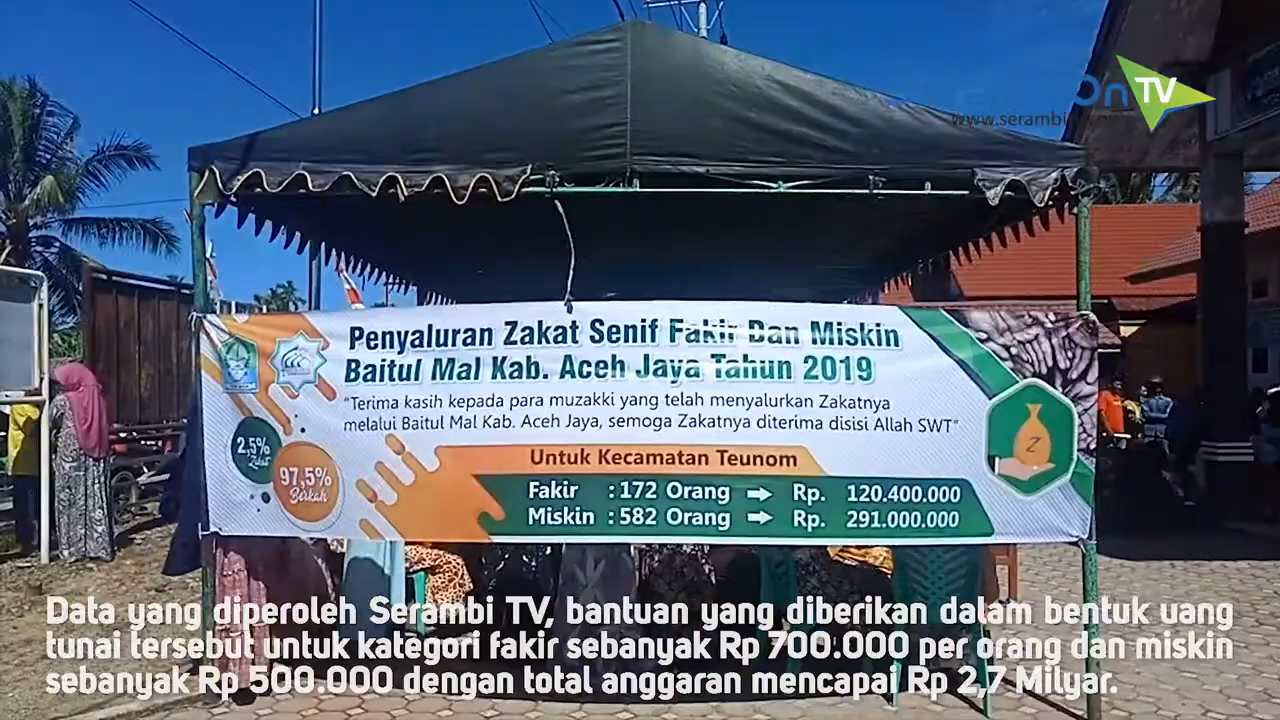 On TV
www.serambi
Penyaluran Zakat Senif Fakir Dan Miskin
Baitul Mal Kab. Aceh Jaya Tahun 2019
"Terima kasih kepada para muzakki yang telah menyalurkan Zakatnya
melalui Baitul Mal Kab. Aceh Jaya, semoga Zakatnya diterima disisi Allah SWT"
2,5%
Zakat
97,5%
Berkah
Z
Untuk Kecamatan Teunom
Fakir : 172 Orang Rp. 120.400.000
Miskin : 582 Orang Rp. 291.000.000
Data yang diperoleh Serambi TV, bantuan yang diberikan dalam bentuk uang
tunai tersebut untuk kategori fakir sebanyak Rp 700.000 per orang dan miskin
sebanyak Rp 500.000 dengan total anggaran mencapai Rp 2,7 Milyar.